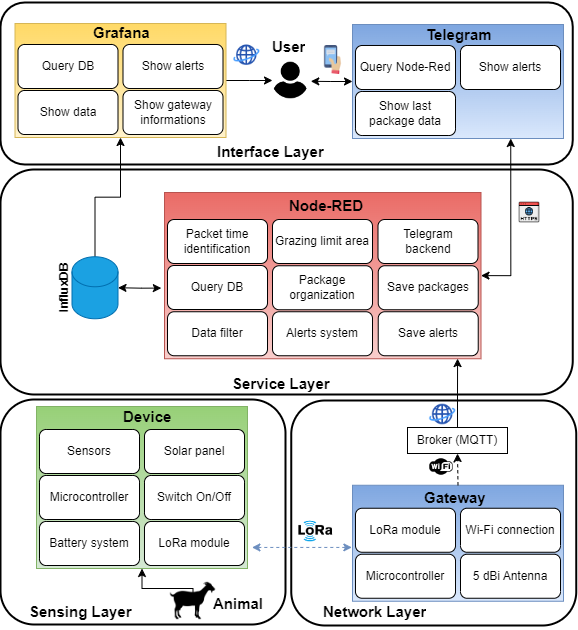 Grafana
Query DB
Show alerts
Show data
Show gateway
informations
User
Telegram
Query Node-Red
Show alerts
Show last
package data
Interface Layer
Node-RED
Packet time
identification
Grazing limit area
Telegram
backend
Query DB
Package
organization
Save packages
Data filter
Alerts system
Save alerts
InfluxDB
HTTPS
Service Layer
Device
Sensors
Solar panel
Microcontroller
Switch On/Off
Battery system
LoRa module
Animal
Sensing Layer
Broker (MQTT)
WiFi
LoRa
Gateway
LoRa module
Wi-Fi connection
Microcontroller
5 dBi Antenna
Network Layer